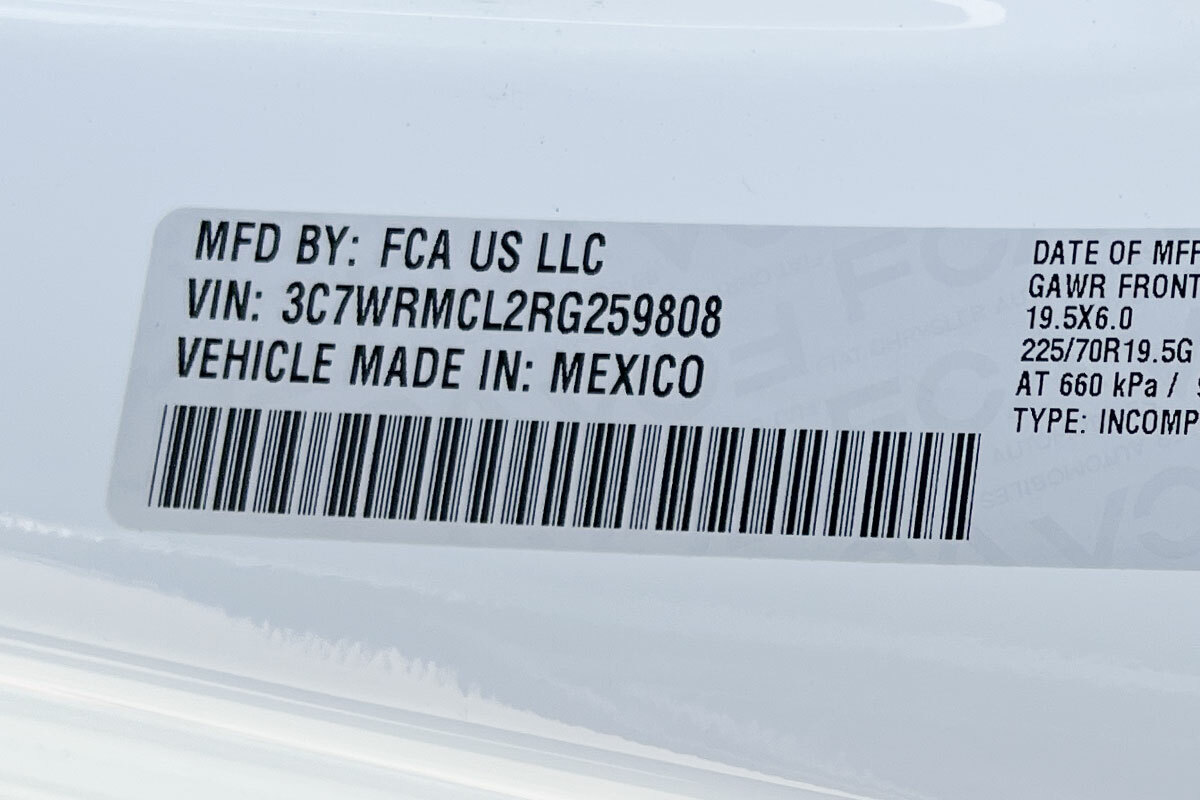 MFD BY: FCA US LLC
VIN: 3C7WRMCL2RG259808
VEHICLE MADE IN: MEXICO
DATE OF MFR
GAWR FRONT
19.5X6.0
225/70R19.5G
AT 660 kPa /
TYPE: INCOMP